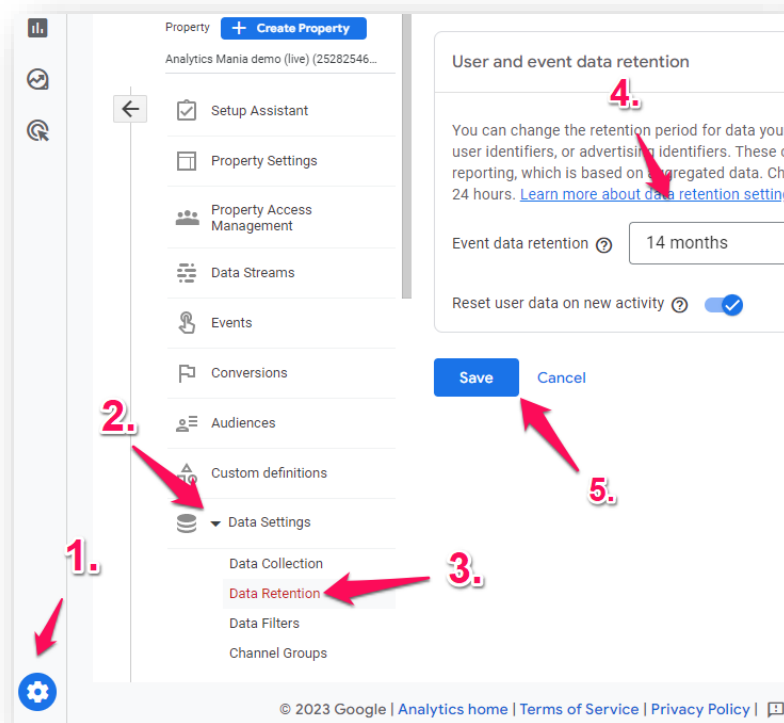 Property
+ Create Property
Analytics Mania demo (live) (25282546...
Setup Assistant
Property Settings
Property Access
Management
Data Streams
Events
Conversions
Audiences
Custom definitions
Data Settings
Data Collection
Data Retention
Data Filters
Channel Groups
1.
2.
3.
User and event data retention
4.
You can change the retention period for data you
user identifiers, or advertising identifiers. These
reporting, which is based on aggregated data. Ch
24 hours. Learn more about data retention setting
Event data retention
14 months
Reset user data on new activity
Save
Cancel
5.
© 2023 Google | Analytics home | Terms of Service | Privacy Policy |